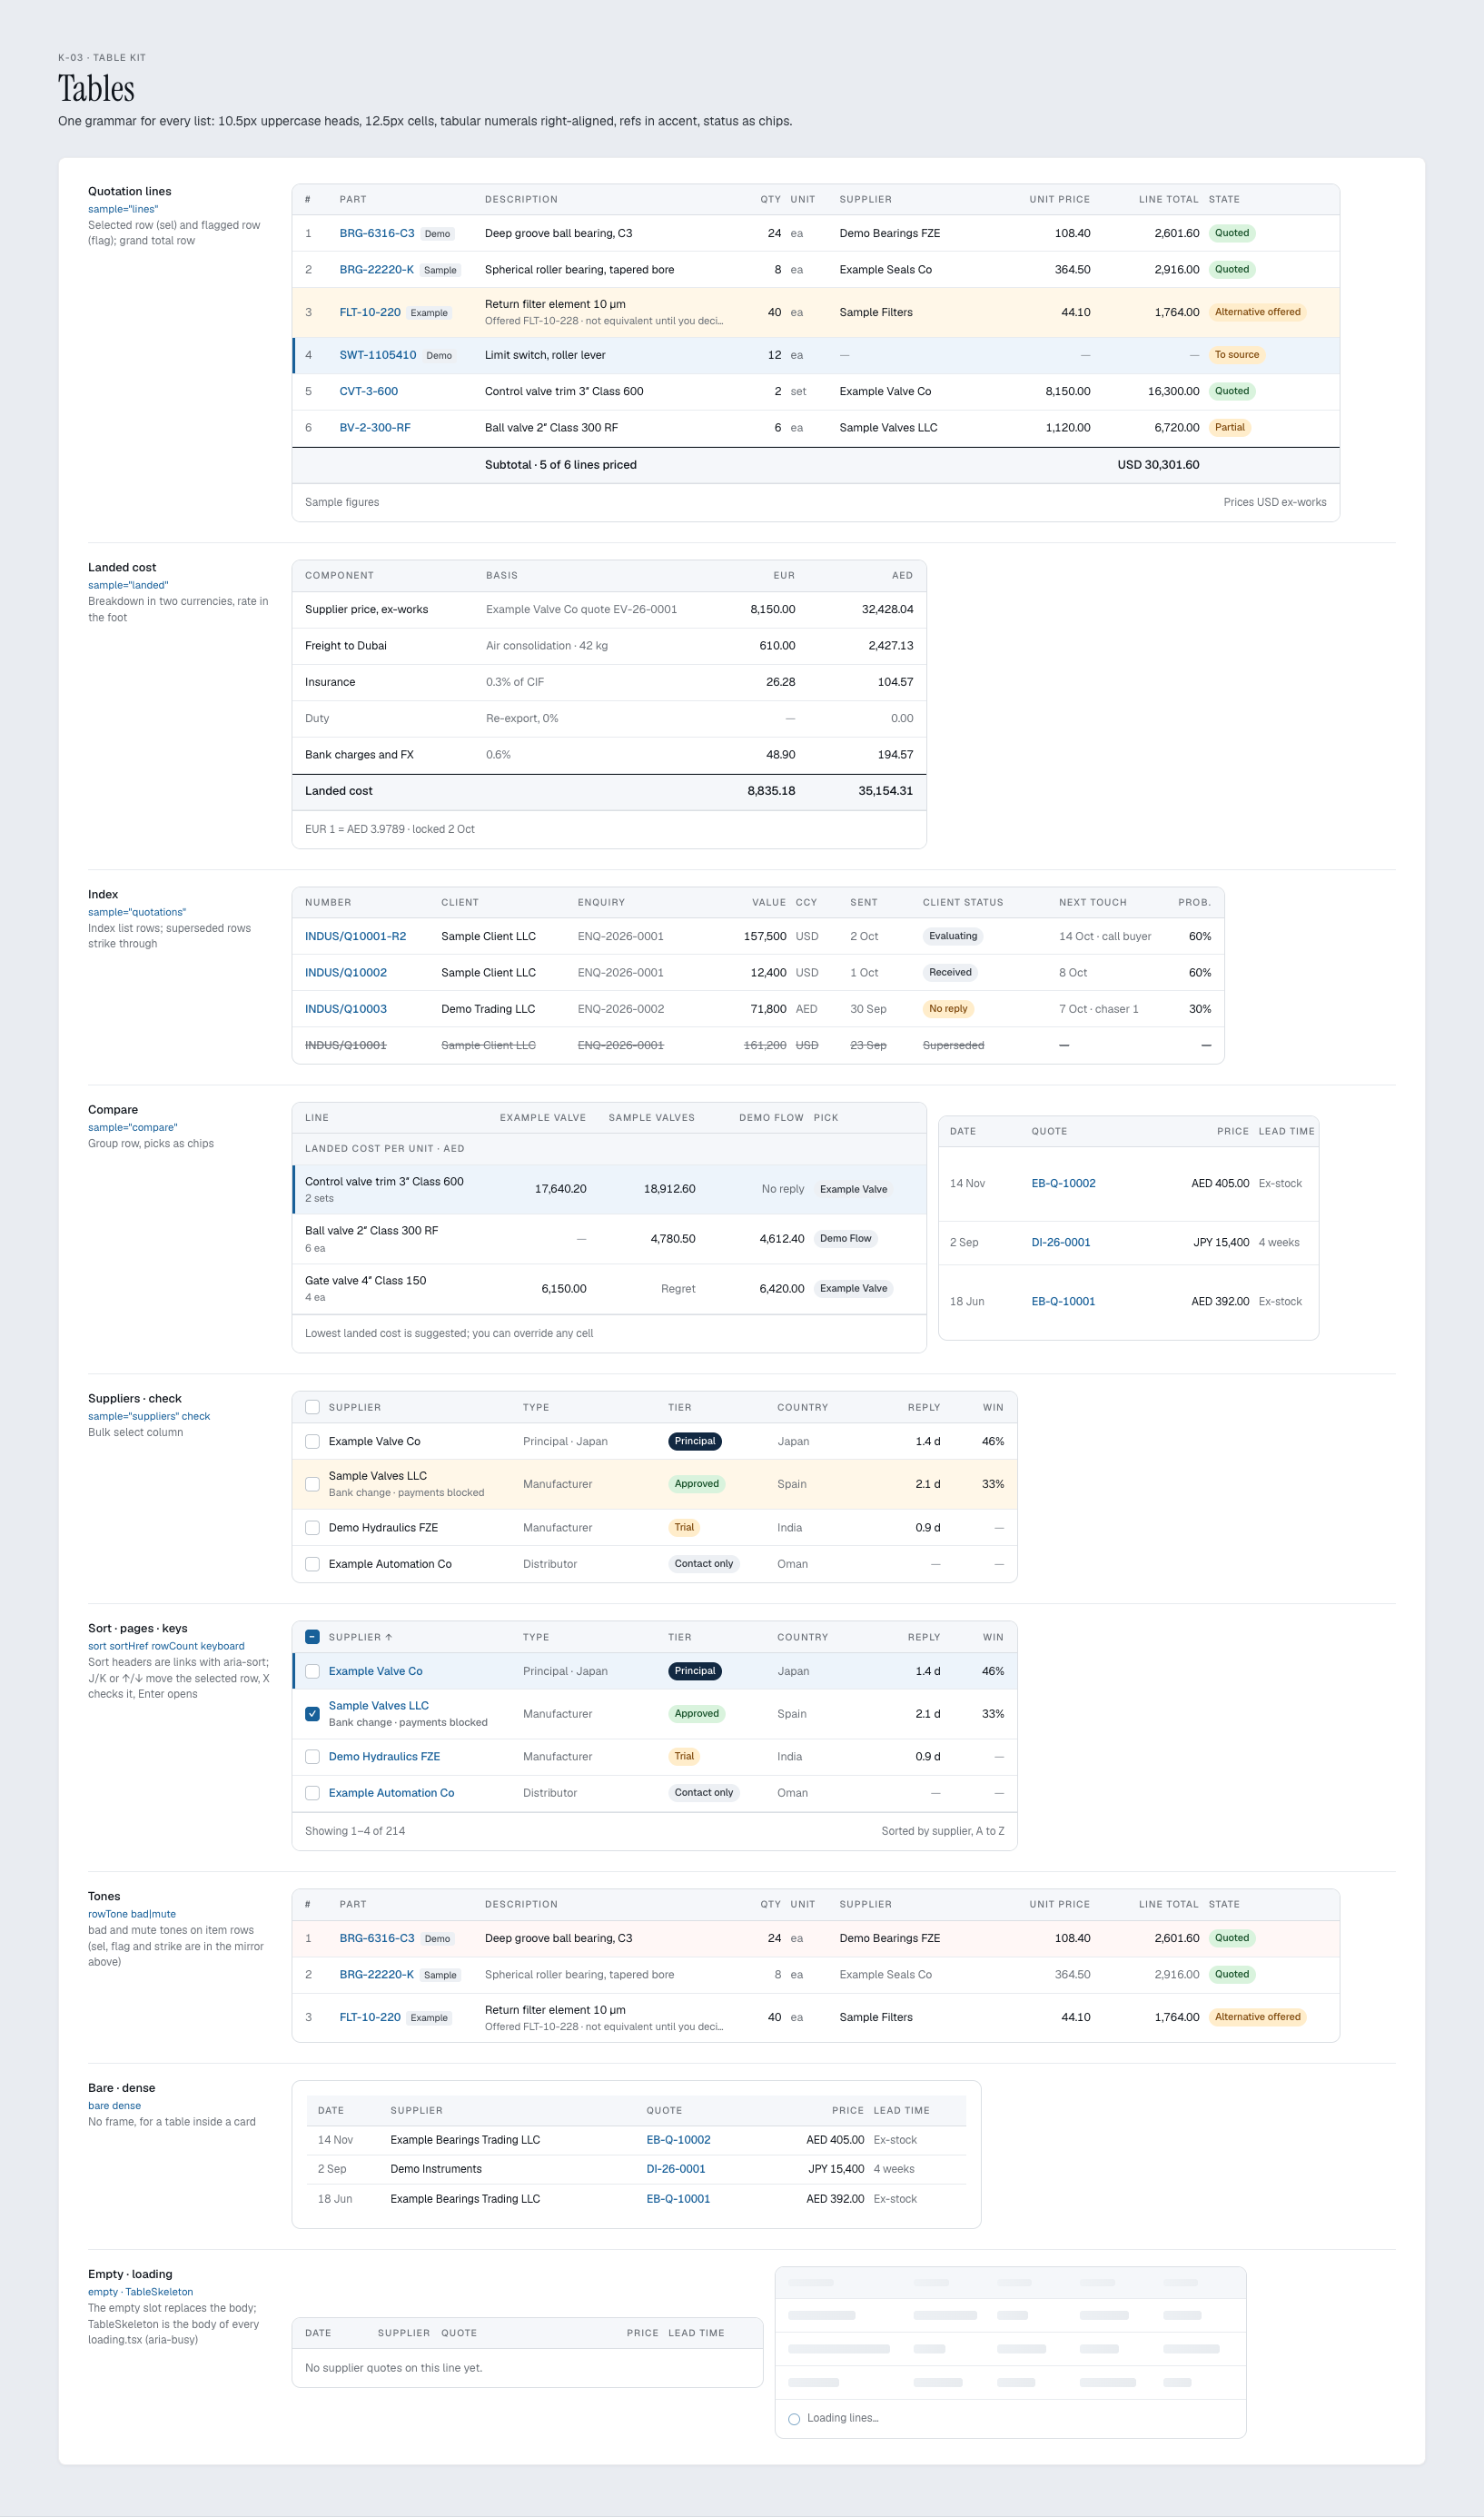 K-03 · TABLE KIT
Tables
One grammar for every list: 10.5px uppercase heads, 12.5px cells, tabular numerals right-aligned, refs in accent, status as chips.
Quotation lines
sample="lines"
Selected row (sel) and flagged row
(flag); grand total row
# PART DESCRIPTION QTY UNIT SUPPLIER UNIT PRICE LINE TOTAL STATE
1 BRG-6316-C3 Demo Deep groove ball bearing, C3 24 ea Demo Bearings FZE 108.40 2,601.60 Quoted
2 BRG-22220-K Sample Spherical roller bearing, tapered bore 8 ea Example Seals Co 364.50 2,916.00 Quoted
3 FLT-10-220 Example Return filter element 10 µm 40 ea Sample Filters 44.10 1,764.00 Alternative offered
Offered FLT-10-228 · not equivalent until you deci…
4 SWT-1105410 Demo Limit switch, roller lever 12 ea — — — To source
5 CVT-3-600 Control valve trim 3″ Class 600 2 set Example Valve Co 8,150.00 16,300.00 Quoted
6 BV-2-300-RF Ball valve 2″ Class 300 RF 6 ea Sample Valves LLC 1,120.00 6,720.00 Partial
Subtotal · 5 of 6 lines priced USD 30,301.60
Sample figures Prices USD ex-works
Landed cost
sample="landed"
Breakdown in two currencies, rate in
the foot
COMPONENT BASIS EUR AED
Supplier price, ex-works Example Valve Co quote EV-26-0001 8,150.00 32,428.04
Freight to Dubai Air consolidation · 42 kg 610.00 2,427.13
Insurance 0.3% of CIF 26.28 104.57
Duty Re-export, 0% — 0.00
Bank charges and FX 0.6% 48.90 194.57
Landed cost 8,835.18 35,154.31
EUR 1 = AED 3.9789 · locked 2 Oct
Index
sample="quotations"
Index list rows; superseded rows
strike through
NUMBER CLIENT ENQUIRY VALUE CCY SENT CLIENT STATUS NEXT TOUCH PROB.
INDUS/Q10001-R2 Sample Client LLC ENQ-2026-0001 157,500 USD 2 Oct Evaluating 14 Oct · call buyer 60%
INDUS/Q10002 Sample Client LLC ENQ-2026-0001 12,400 USD 1 Oct Received 8 Oct 60%
INDUS/Q10003 Demo Trading LLC ENQ-2026-0002 71,800 AED 30 Sep No reply 7 Oct · chaser 1 30%
INDUS/Q10001 Sample Client LLC ENQ-2026-0001 161,200 USD 23 Sep Superseded — —
Compare
sample="compare"
Group row, picks as chips
LINE EXAMPLE VALVE SAMPLE VALVES DEMO FLOW PICK
LANDED COST PER UNIT · AED
Control valve trim 3″ Class 600 17,640.20 18,912.60 No reply Example Valve
2 sets
Ball valve 2″ Class 300 RF — 4,780.50 4,612.40 Demo Flow
6 ea
Gate valve 4″ Class 150 6,150.00 Regret 6,420.00 Example Valve
4 ea
Lowest landed cost is suggested; you can override any cell
DATE QUOTE PRICE LEAD TIME
14 Nov EB-Q-10002 AED 405.00 Ex-stock
2 Sep DI-26-0001 JPY 15,400 4 weeks
18 Jun EB-Q-10001 AED 392.00 Ex-stock
Suppliers · check
sample="suppliers" check
Bulk select column
SUPPLIER TYPE TIER COUNTRY REPLY WIN
Example Valve Co Principal · Japan Principal Japan 1.4 d 46%
Sample Valves LLC Manufacturer Approved Spain 2.1 d 33%
Bank change · payments blocked
Demo Hydraulics FZE Manufacturer Trial India 0.9 d —
Example Automation Co Distributor Contact only Oman — —
Sort · pages · keys
sort sortHref rowCount keyboard
Sort headers are links with aria-sort;
J/K or ↑/↓ move the selected row, X
checks it, Enter opens
SUPPLIER ↑ TYPE TIER COUNTRY REPLY WIN
Example Valve Co Principal · Japan Principal Japan 1.4 d 46%
Sample Valves LLC Manufacturer Approved Spain 2.1 d 33%
Bank change · payments blocked
Demo Hydraulics FZE Manufacturer Trial India 0.9 d —
Example Automation Co Distributor Contact only Oman — —
Showing 1–4 of 214 Sorted by supplier, A to Z
Tones
rowTone bad|mute
bad and mute tones on item rows
(sel, flag and strike are in the mirror
above)
# PART DESCRIPTION QTY UNIT SUPPLIER UNIT PRICE LINE TOTAL STATE
1 BRG-6316-C3 Demo Deep groove ball bearing, C3 24 ea Demo Bearings FZE 108.40 2,601.60 Quoted
2 BRG-22220-K Sample Spherical roller bearing, tapered bore 8 ea Example Seals Co 364.50 2,916.00 Quoted
3 FLT-10-220 Example Return filter element 10 µm 40 ea Sample Filters 44.10 1,764.00 Alternative offered
Offered FLT-10-228 · not equivalent until you deci…
Bare · dense
bare dense
No frame, for a table inside a card
DATE SUPPLIER QUOTE PRICE LEAD TIME
14 Nov Example Bearings Trading LLC EB-Q-10002 AED 405.00 Ex-stock
2 Sep Demo Instruments DI-26-0001 JPY 15,400 4 weeks
18 Jun Example Bearings Trading LLC EB-Q-10001 AED 392.00 Ex-stock
Empty · loading
empty · TableSkeleton
The empty slot replaces the body;
TableSkeleton is the body of every
loading.tsx (aria-busy)
DATE SUPPLIER QUOTE PRICE LEAD TIME
No supplier quotes on this line yet.
Loading lines…